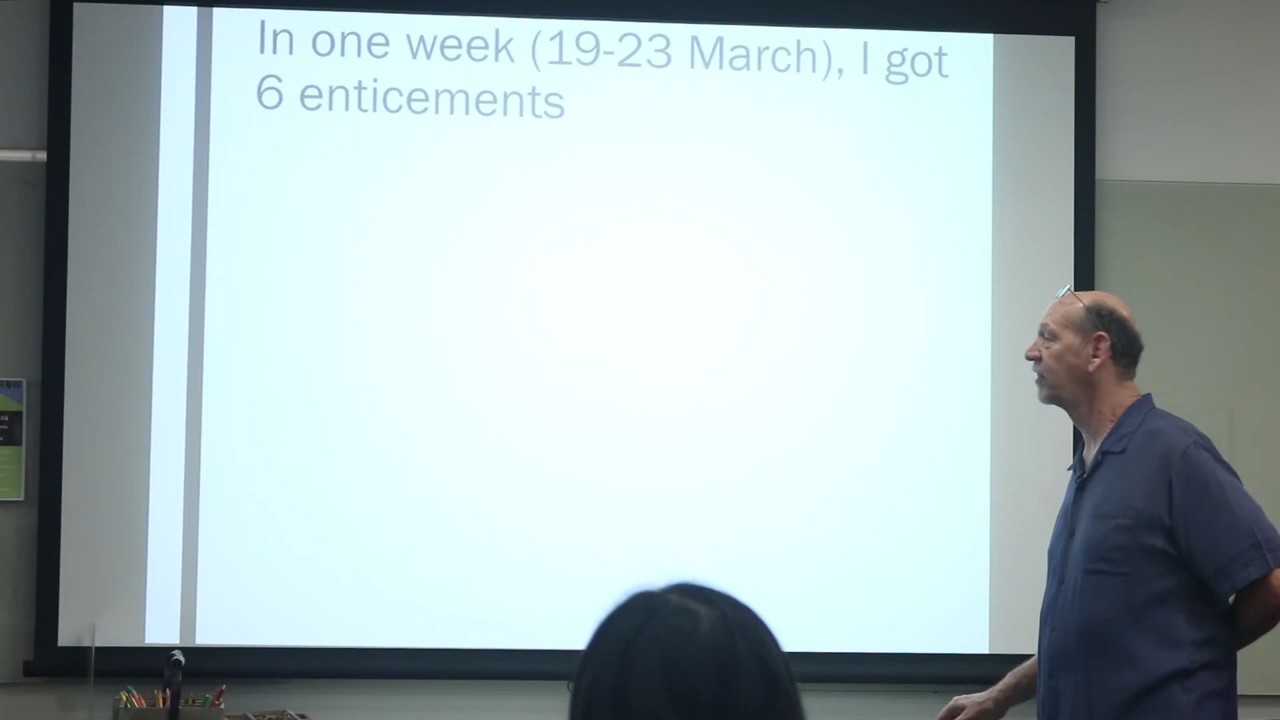 In one week (19-23 March), I got
6 enticements